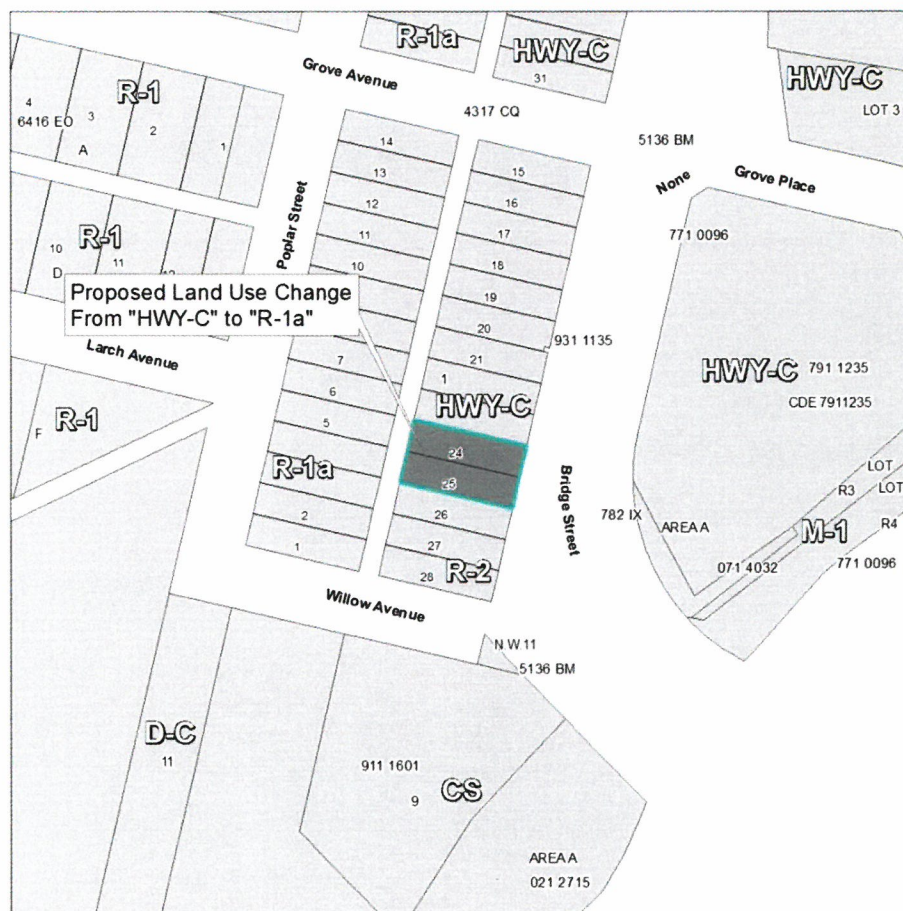 R-1a
HWY-C
31
Grove Avenue
HWY-C
LOT 3
R-1
4
3
2
1
6416 EO
A
4317 CQ
5136 BM
None
Grove Place
14
13
12
11
10
Poplar Street
15
16
17
18
19
20
21
1
771 0096
R-1
10
D
11
Proposed Land Use Change
From "HWY-C" to "R-1a"
931 1135
Larch Avenue
7
6
5
R-1a
2
1
HWY-C
24
25
26
27
28
R-2
HWY-C
791 1235
CDE 7911235
R-1
F
Bridge Street
LOT
R3
LOT
R4
782 IX
AREA A
M-1
071 4032
771 0096
Willow Avenue
N.W.11
5136 BM
D-C
11
911 1601
9
CS
AREA A
021 2715